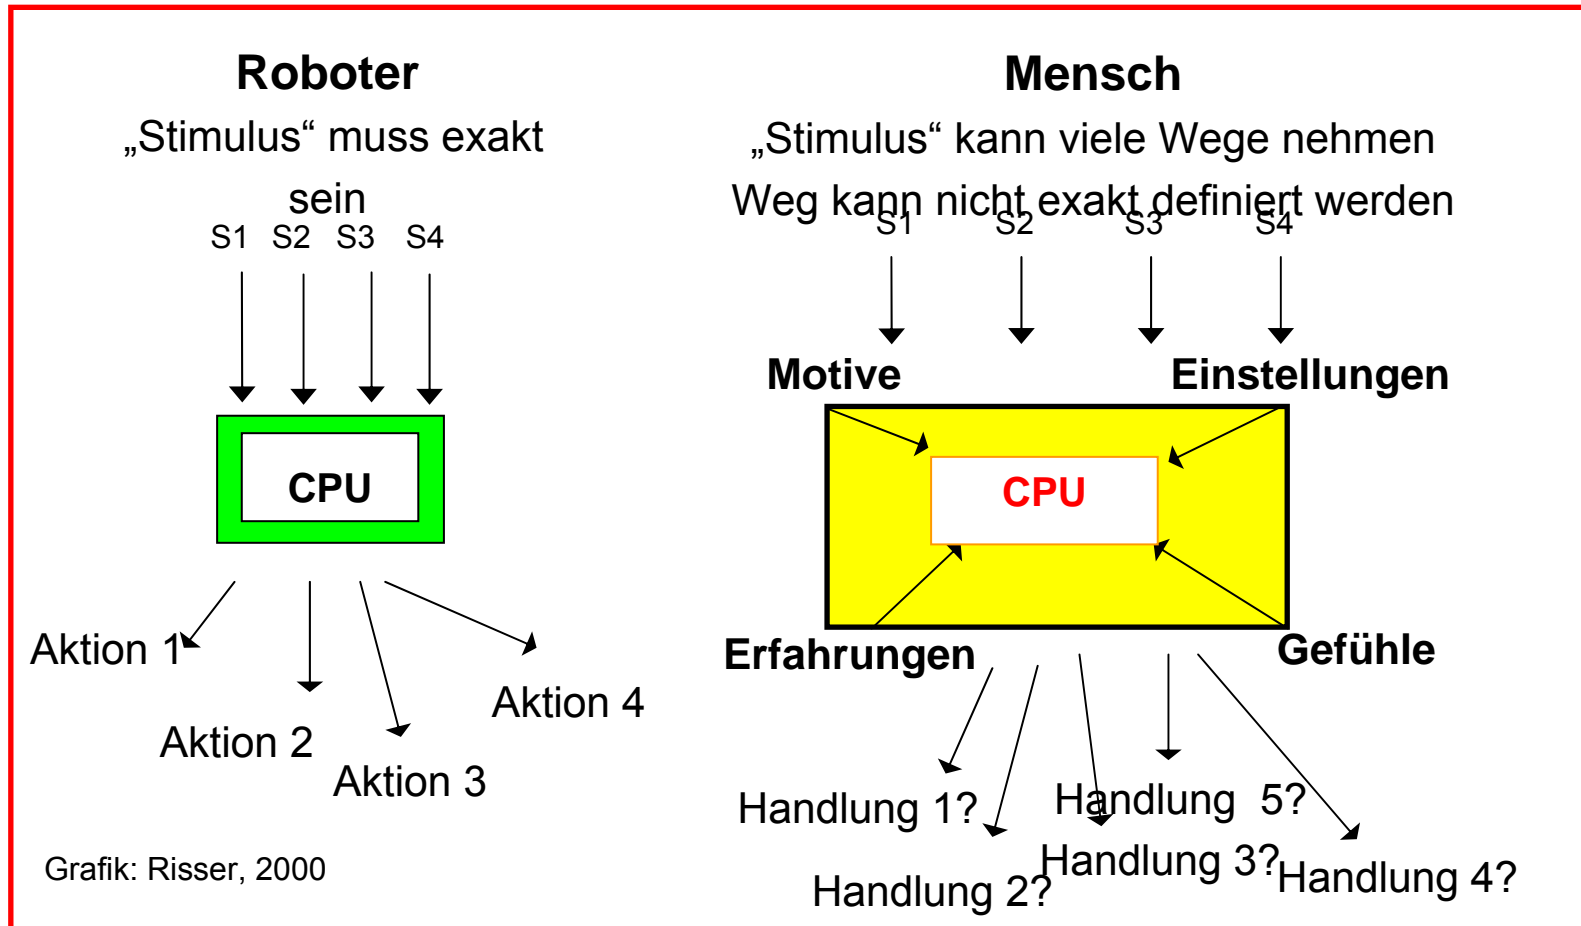 Roboter
„Stimulus“ muss exakt
sein
S1 S2 S3 S4
CPU
Aktion 1
Aktion 2
Aktion 3
Aktion 4
Grafik: Risser, 2000
Mensch
„Stimulus“ kann viele Wege nehmen
Weg kann nicht exakt definiert werden
S1 S2 S3 S4
Motive Einstellungen
CPU
Erfahrungen Gefühle
Handlung 1?
Handlung 5?
Handlung 2?
Handlung 3?
Handlung 4?